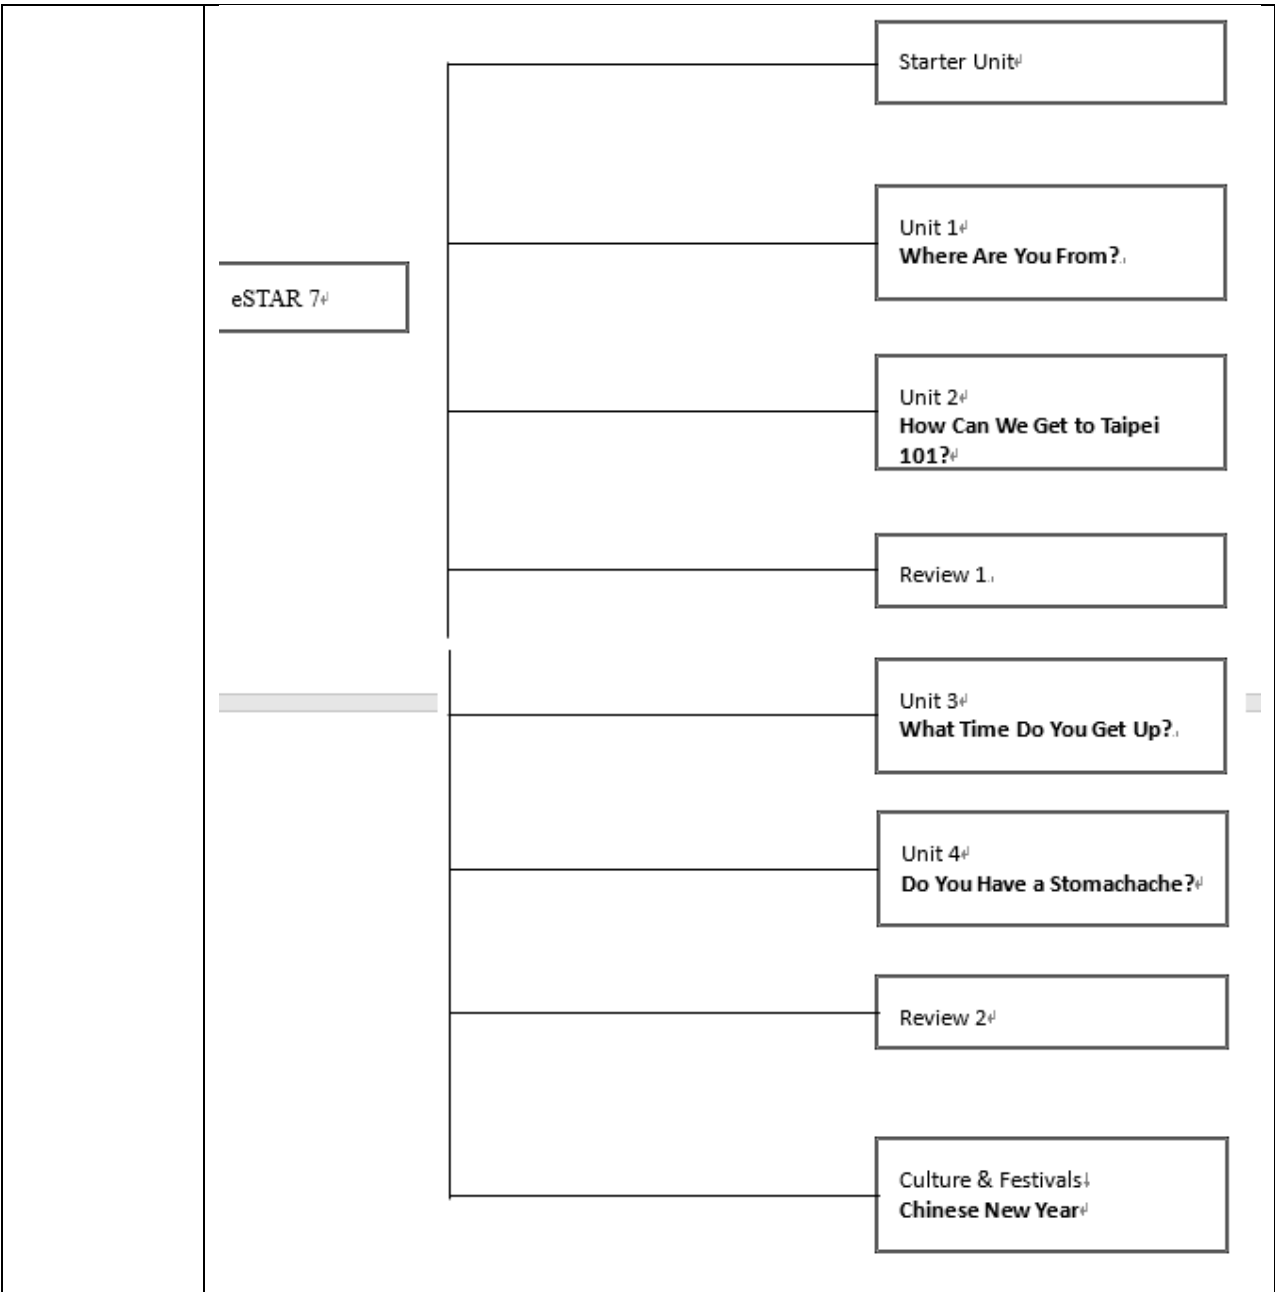 Starter Unit
Unit 1
Where Are You From?
eSTAR 7
Unit 2
How Can We Get to Taipei
101?
Review 1
Unit 3
What Time Do You Get Up?
Unit 4
Do You Have a Stomachache?
Review 2
Culture & Festivals
Chinese New Year